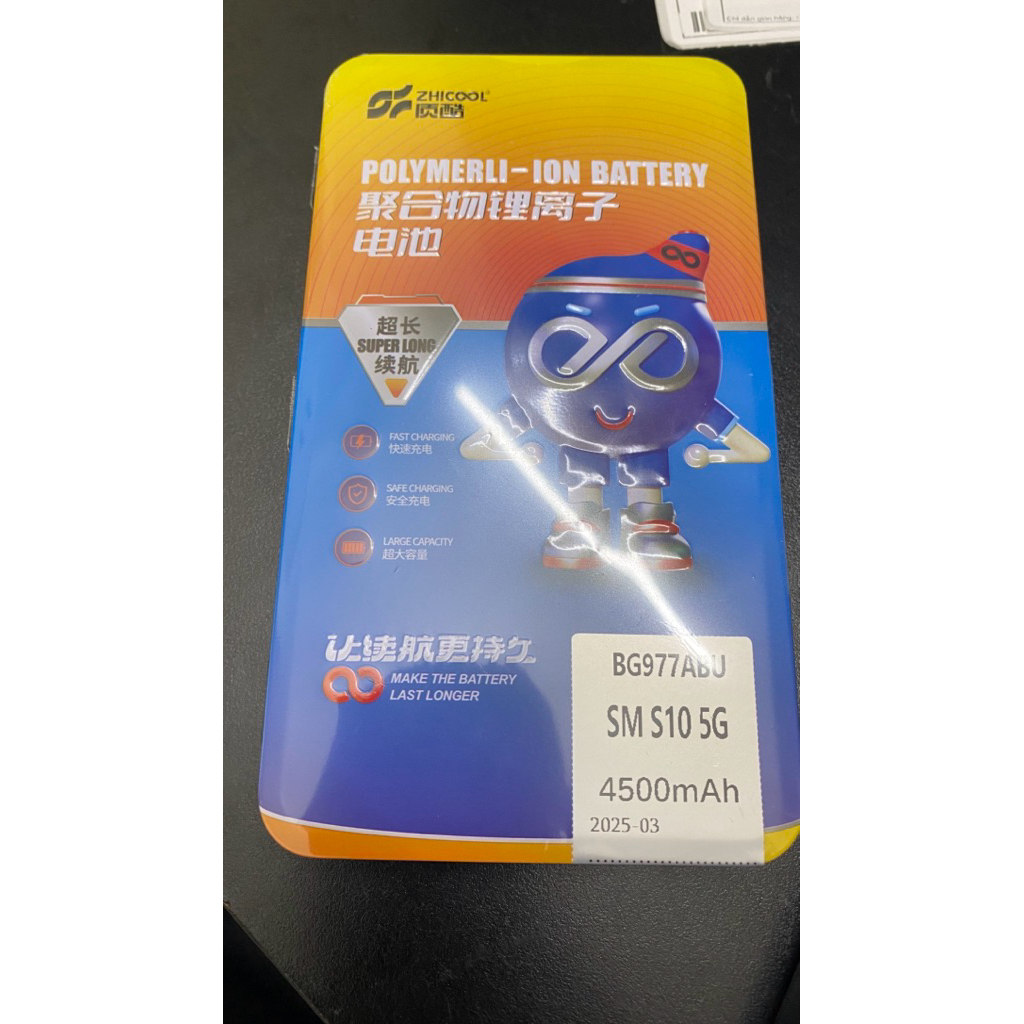 ZHICOOL
质酷
POLYMERLI-ION BATTERY
聚合物锂离子
电池
超长
SUPER LONG
续航
FAST CHARGING
快速充电
SAFE CHARGING
安全充电
LARGE CAPACITY
超大容量
让续航更持久
MAKE THE BATTERY
LAST LONGER
BG977ABU
SM S10 5G
4500mAh
2025-03